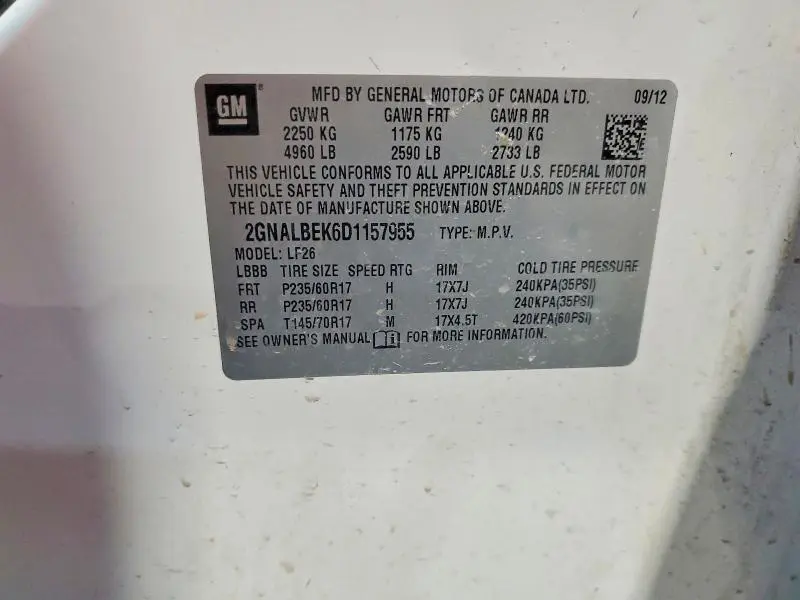 GM ®
MFD BY GENERAL MOTORS OF CANADA LTD. 09/12
GVWR GAWR FRT GAWR RR
2250 KG 1175 KG 1240 KG
4960 LB 2590 LB 2733 LB
THIS VEHICLE CONFORMS TO ALL APPLICABLE U.S. FEDERAL MOTOR
VEHICLE SAFETY AND THEFT PREVENTION STANDARDS IN EFFECT ON
THE DATE OF MANUFACTURE SHOWN ABOVE.
2GNALBEK6D1157955 TYPE: M.P.V.
MODEL: LF26
LBBB TIRE SIZE SPEED RTG RIM COLD TIRE PRESSURE
FRT P235/60R17 H 17X7J 240KPA(35PSI)
RR P235/60R17 H 17X7J 240KPA(35PSI)
SPA T145/70R17 M 17X4.5T 420KPA(60PSI)
SEE OWNER'S MANUAL FOR MORE INFORMATION.